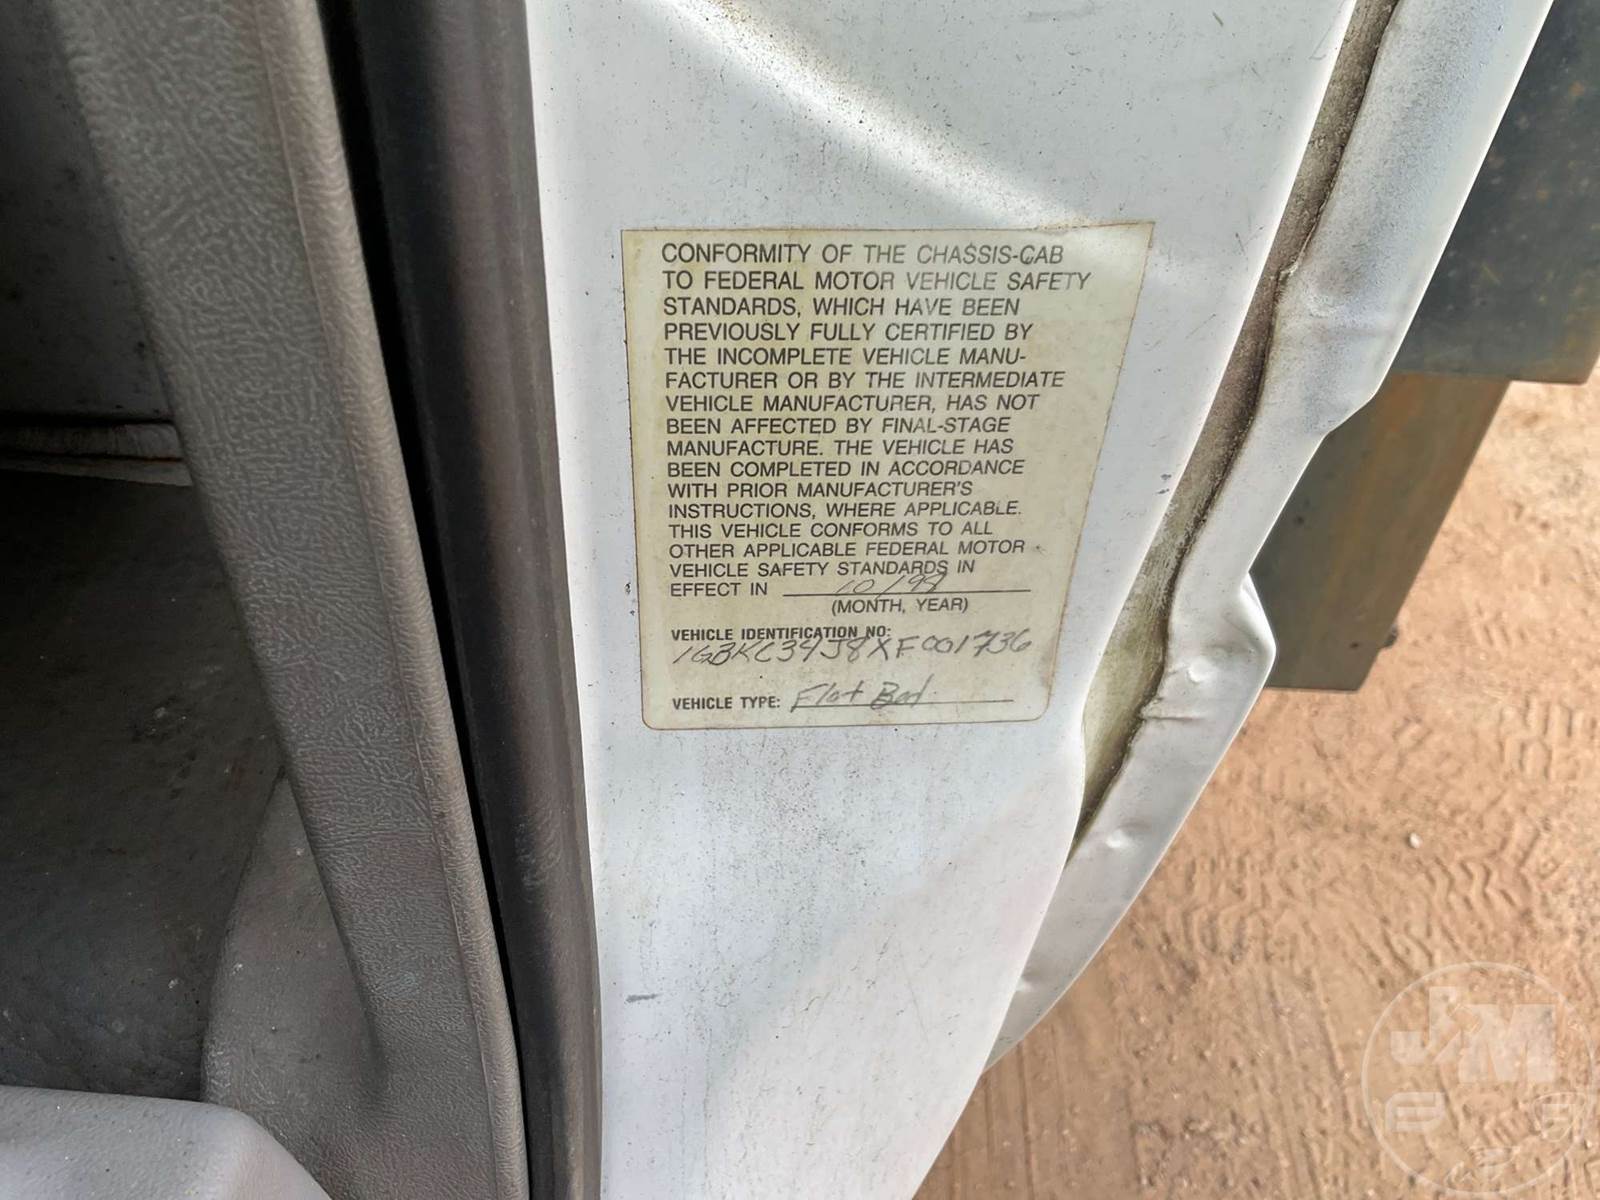 CONFORMITY OF THE CHASSIS-CAB
TO FEDERAL MOTOR VEHICLE SAFETY
STANDARDS, WHICH HAVE BEEN
PREVIOUSLY FULLY CERTIFIED BY
THE INCOMPLETE VEHICLE MANU-
FACTURER OR BY THE INTERMEDIATE
VEHICLE MANUFACTURER, HAS NOT
BEEN AFFECTED BY FINAL-STAGE
MANUFACTURE. THE VEHICLE HAS
BEEN COMPLETED IN ACCORDANCE
WITH PRIOR MANUFACTURER'S
INSTRUCTIONS, WHERE APPLICABLE.
THIS VEHICLE CONFORMS TO ALL
OTHER APPLICABLE FEDERAL MOTOR
VEHICLE SAFETY STANDARDS IN
EFFECT IN 10/98
(MONTH, YEAR)
VEHICLE IDENTIFICATION NO:
1GBKC34J8XF001736
VEHICLE TYPE: Flat Bed
J&M